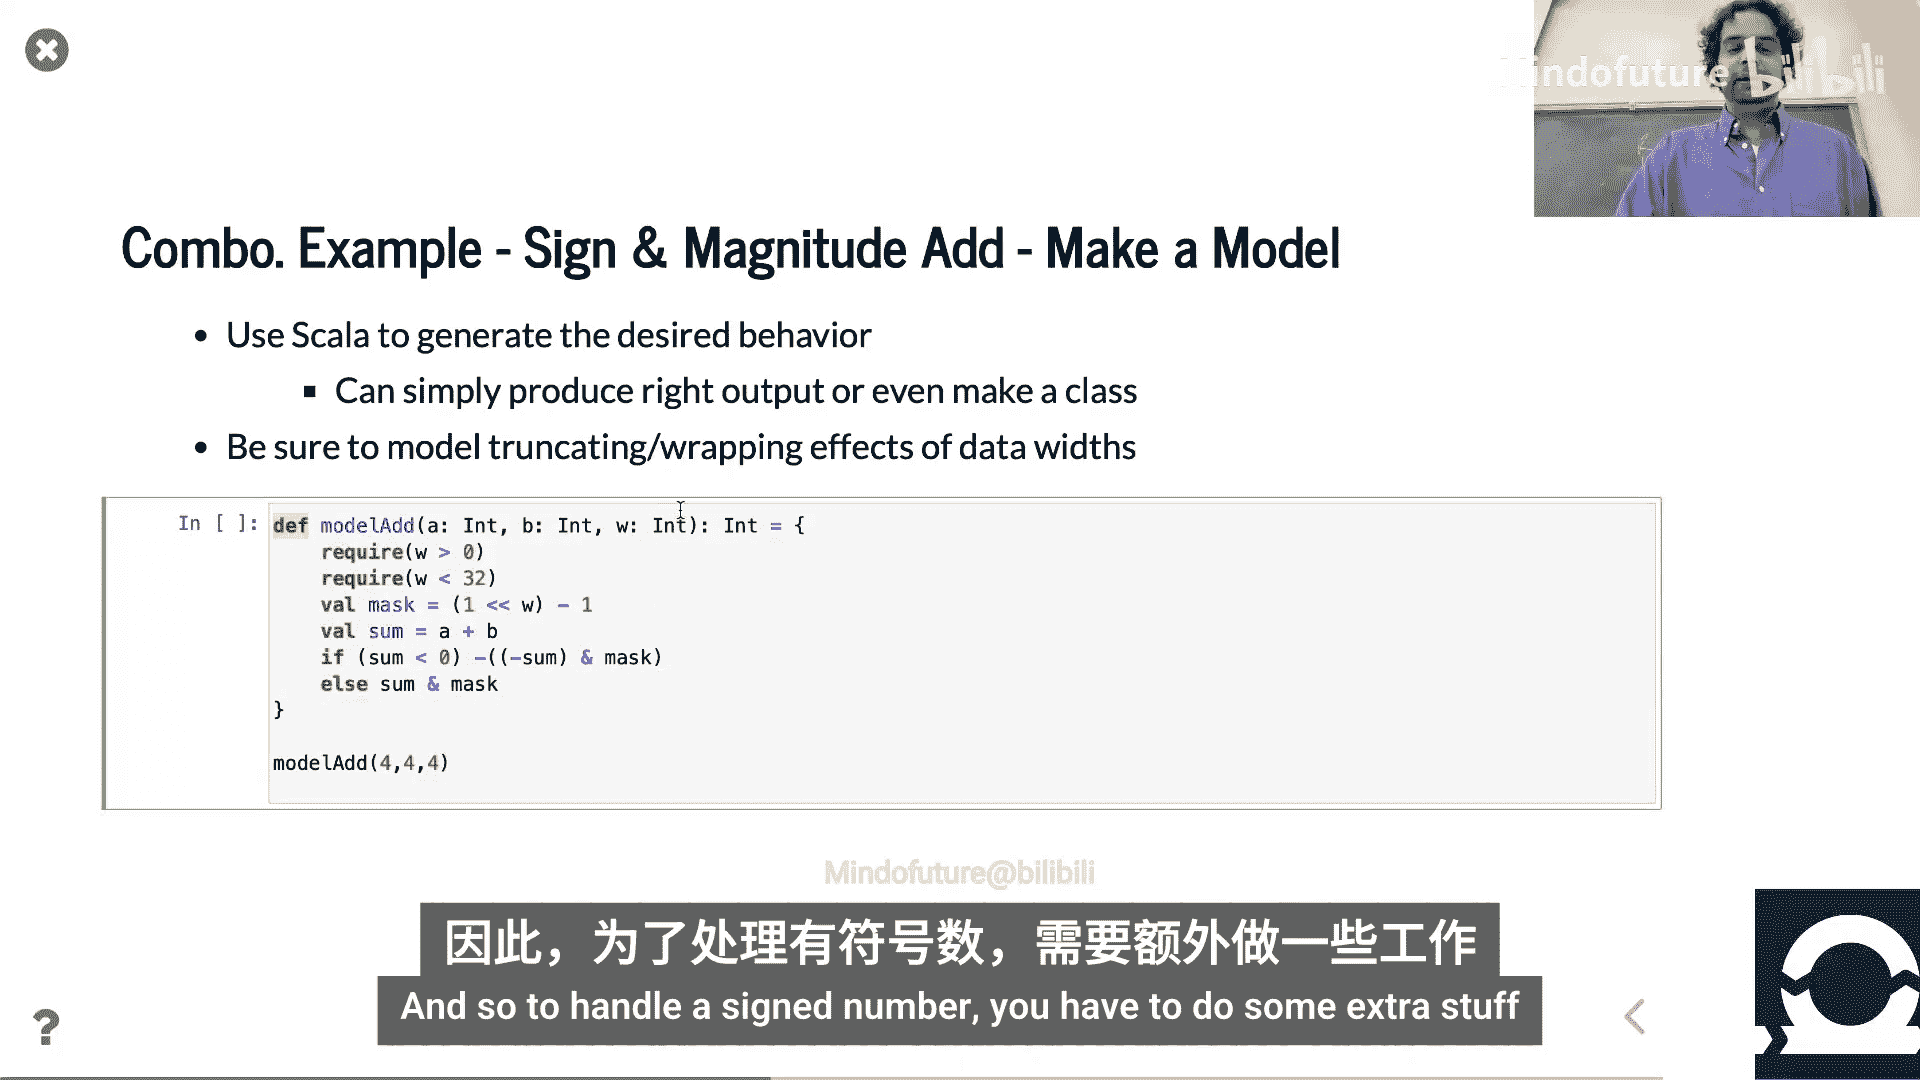 Mindofuture bilibili
Combo. Example - Sign & Magnitude Add - Make a Model
• Use Scala to generate the desired behavior
▪ Can simply produce right output or even make a class
• Be sure to model truncating/wrapping effects of data widths
In [ ]: def modelAdd(a: Int, b: Int, w: Int): Int = {
require(w > 0)
require(w < 32)
val mask = (1 << w) - 1
val sum = a + b
if (sum < 0) -((-sum) & mask)
else sum & mask
}
modelAdd(4,4,4)
Mindofuture@bilibili
因此，为了处理有符号数，需要额外做一些工作
And so to handle a signed number, you have to do some extra stuff
?